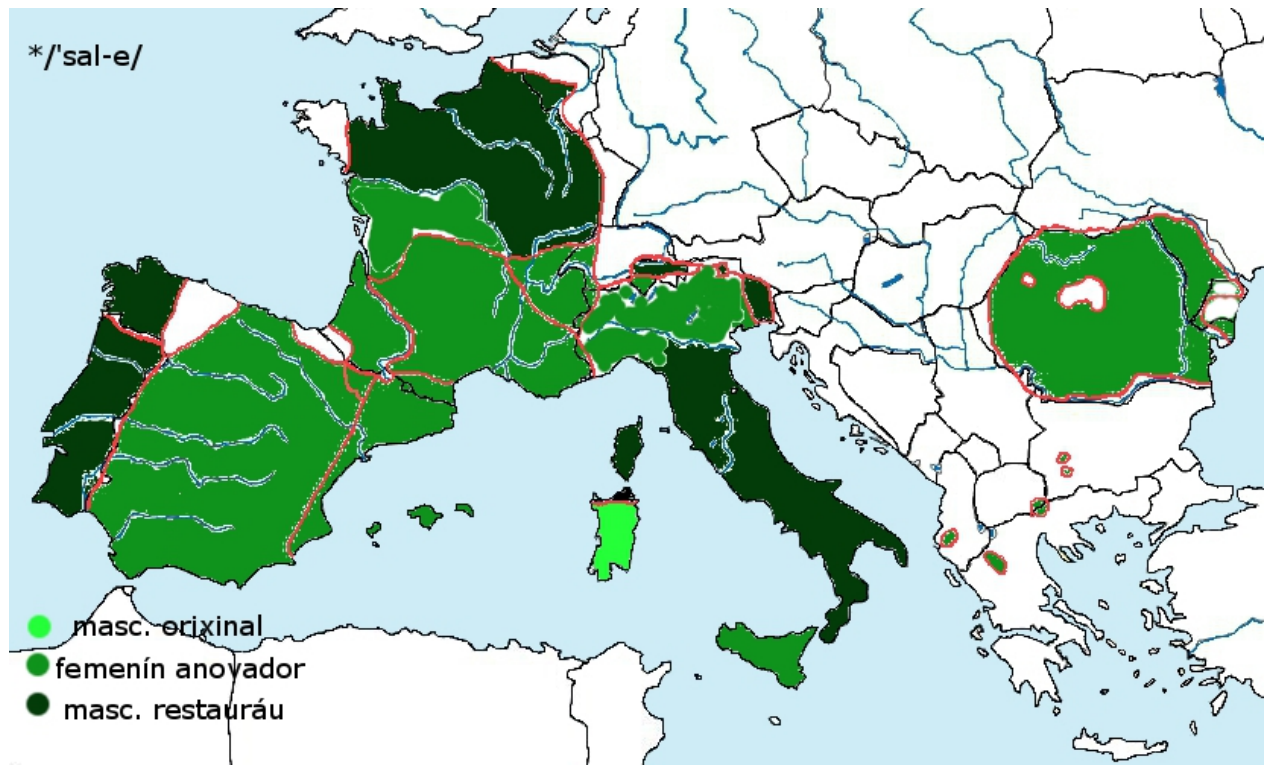 */'sal-e/
masc. orixinal
femenín anovador
masc. restauráu